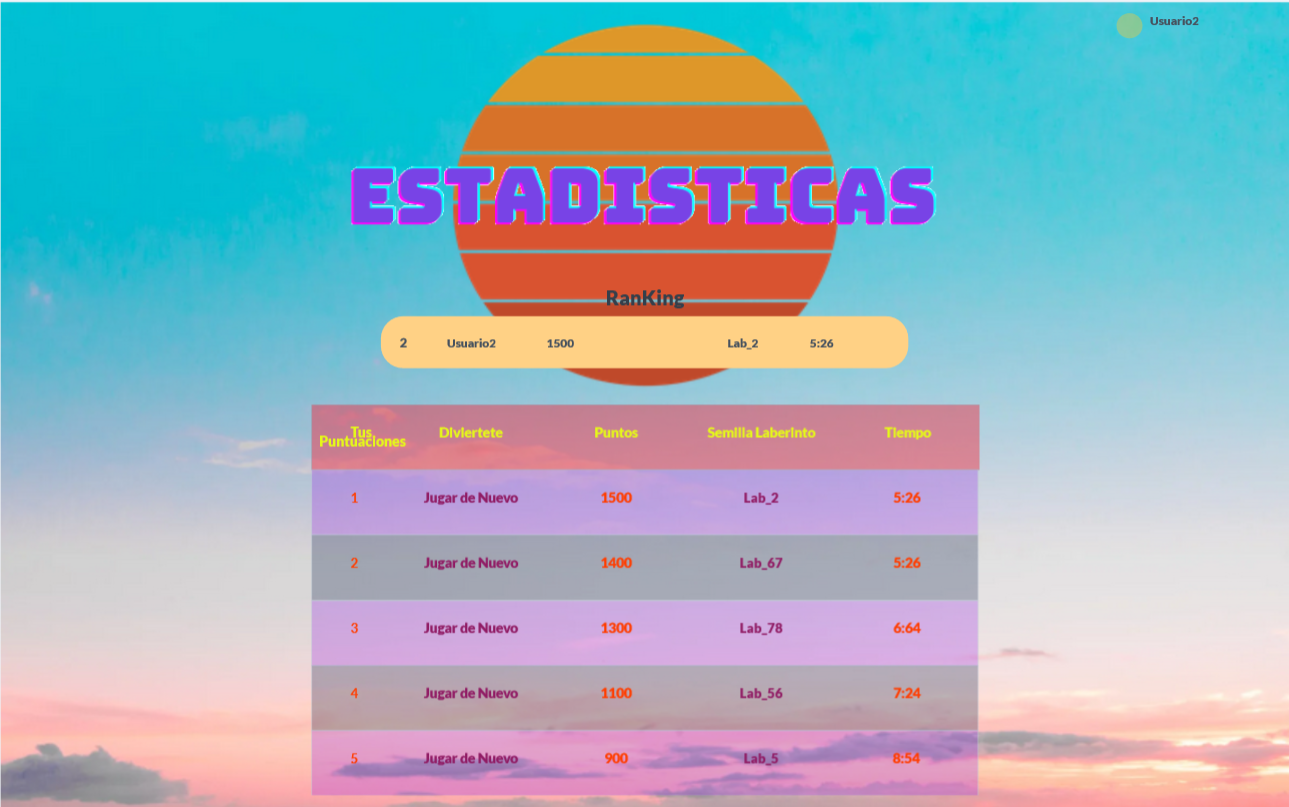 Usuario2
ESTADISTICAS
RanKing
2 Usuario2 1500 Lab_2 5:26
Tus Puntuaciones Diviertete Puntos Semilla Laberinto Tiempo
1 Jugar de Nuevo 1500 Lab_2 5:26
2 Jugar de Nuevo 1400 Lab_67 5:26
3 Jugar de Nuevo 1300 Lab_78 6:64
4 Jugar de Nuevo 1100 Lab_56 7:24
5 Jugar de Nuevo 900 Lab_5 8:54